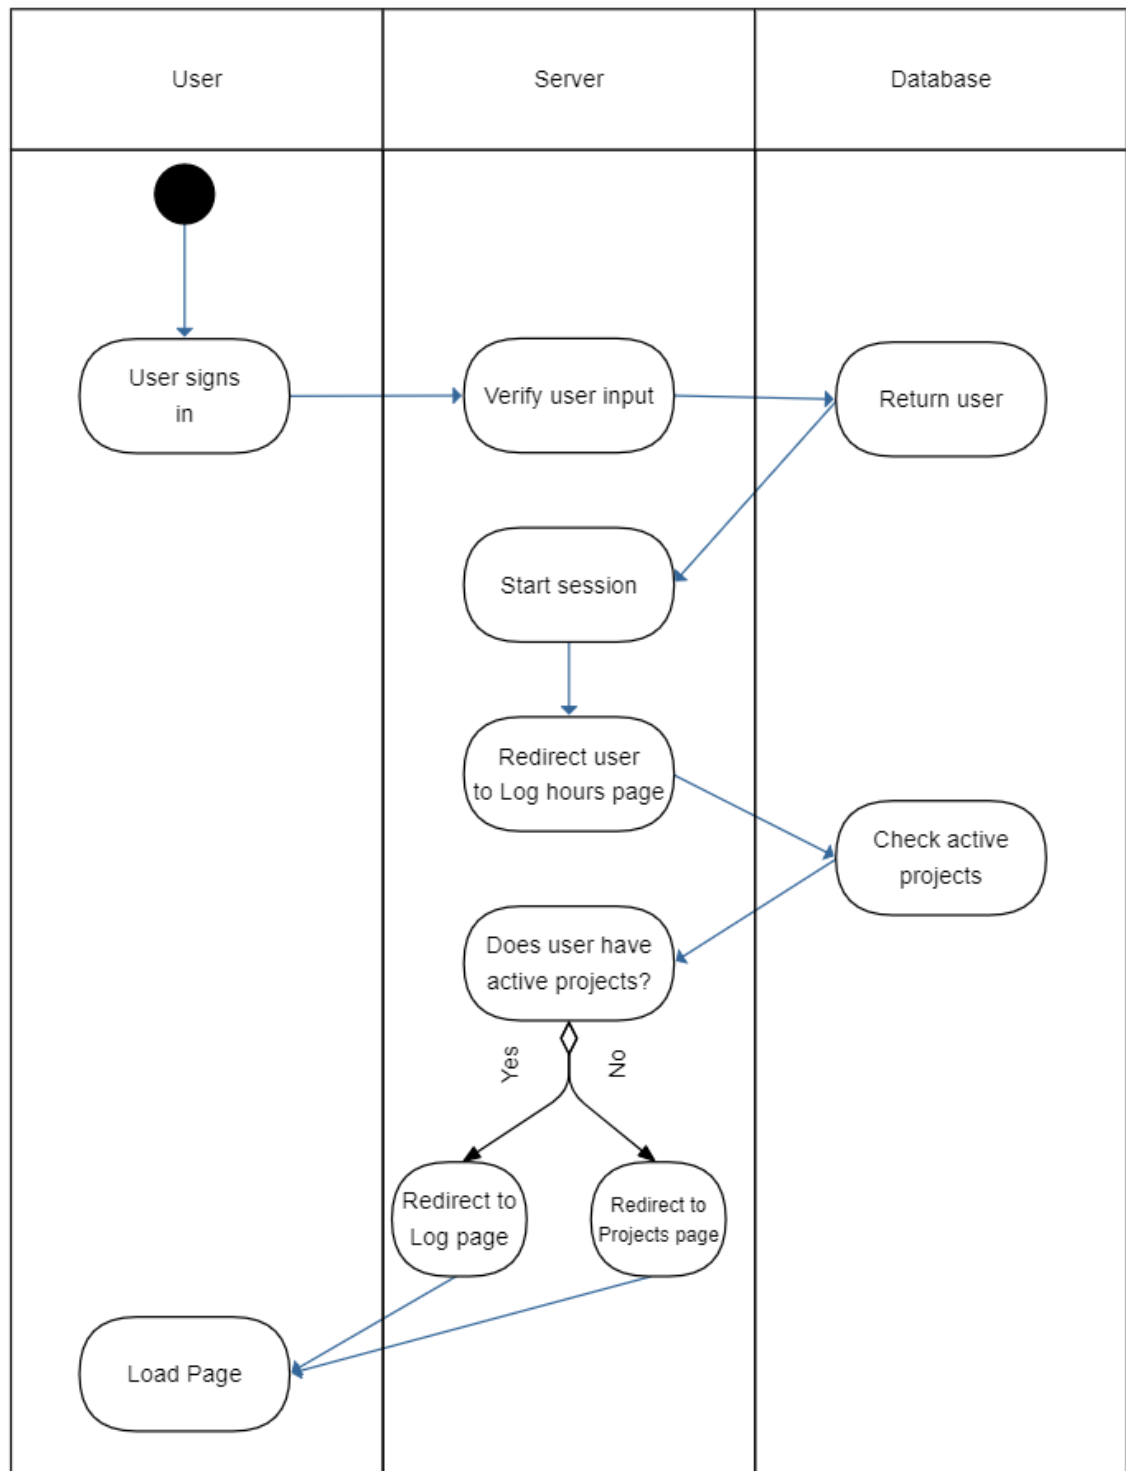 User
Server
Database
User signs
in
Verify user input
Return user
Start session
Redirect user
to Log hours page
Check active
projects
Does user have
active projects?
Yes
No
Redirect to
Log page
Redirect to
Projects page
Load Page